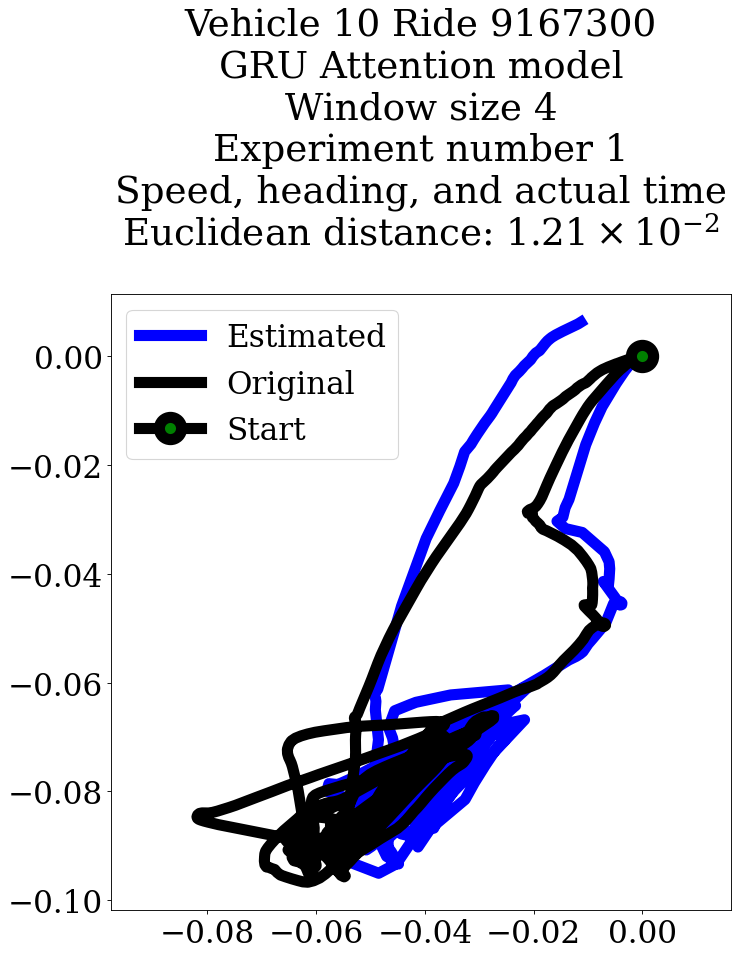 Vehicle 10 Ride 9167300
GRU Attention model
Window size 4
Experiment number 1
Speed, heading, and actual time
Euclidean distance: 1.21 × 10⁻²
Estimated
Original
Start
0.00
−0.02
−0.04
−0.06
−0.08
−0.10
−0.08 −0.06 −0.04 −0.02 0.00